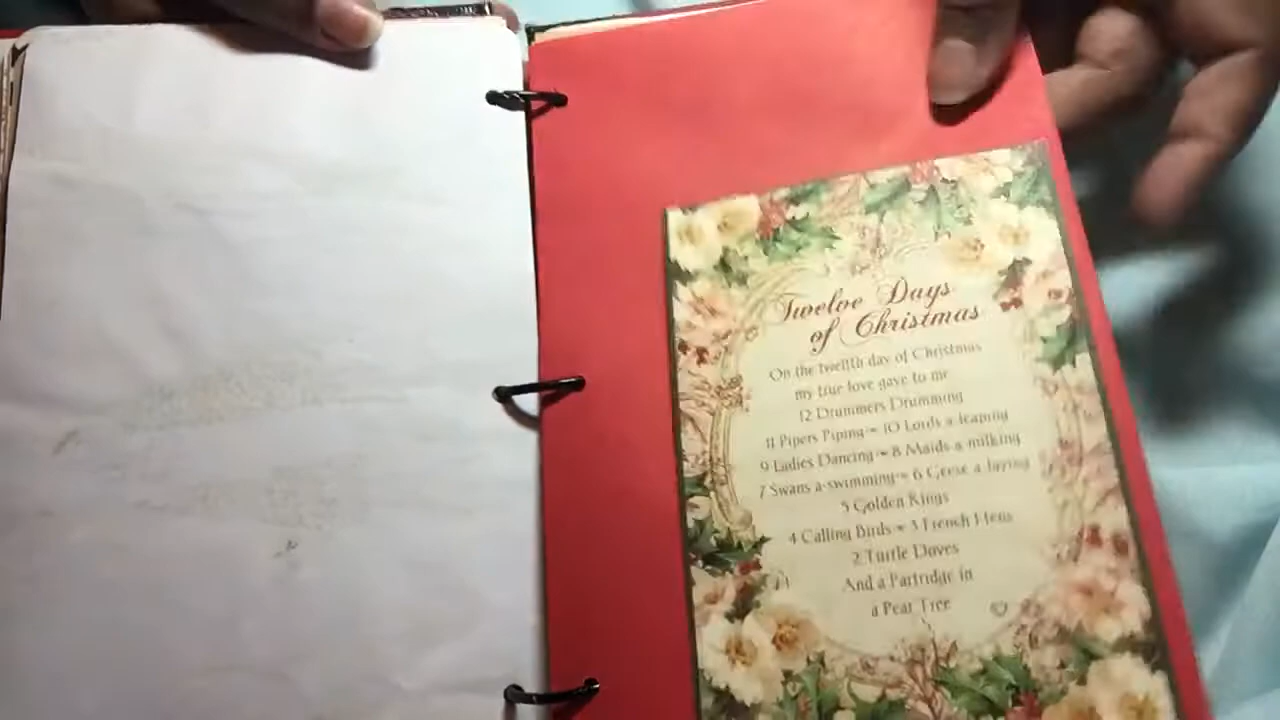 Twelve Days
of Christmas
On the twelfth day of Christmas
my true love gave to me
12 Drummers Drumming
11 Pipers Piping ~ 10 Lords a-leaping
9 Ladies Dancing ~ 8 Maids a-milking
7 Swans a-swimming ~ 6 Geese a-laying
5 Golden Rings
4 Calling Birds ~ 3 French Hens
2 Turtle Doves
And a Partridge in
a Pear Tree